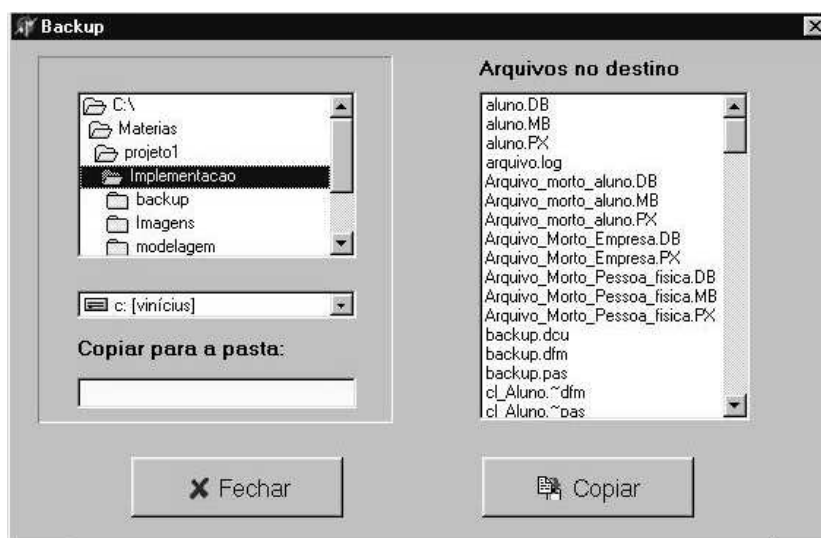 Backup
C:\
Materias
projeto1
Implementacao
backup
Imagens
modelagem
c: [vinícius]
Copiar para a pasta:
Arquivos no destino
aluno.DB
aluno.MB
aluno.PX
arquivo.log
Arquivo_morto_aluno.DB
Arquivo_morto_aluno.MB
Arquivo_morto_aluno.PX
Arquivo_Morto_Empresa.DB
Arquivo_Morto_Empresa.PX
Arquivo_Morto_Pessoa_fisica.DB
Arquivo_Morto_Pessoa_fisica.MB
Arquivo_Morto_Pessoa_fisica.PX
backup.dcu
backup.dfm
backup.pas
cl_Aluno.~dfm
cl_Aluno.~pas
Fechar
Copiar